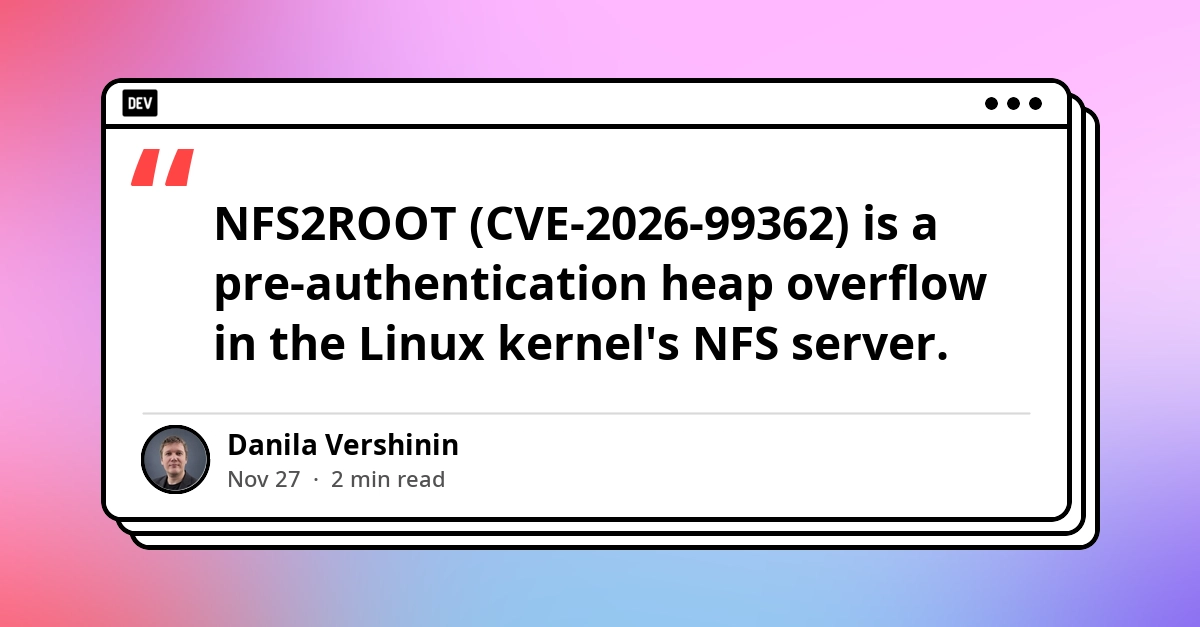 DEV
NFS2ROOT (CVE-2026-99362) is a
pre-authentication heap overflow
in the Linux kernel's NFS server.
Danila Vershinin
Nov 27 · 2 min read